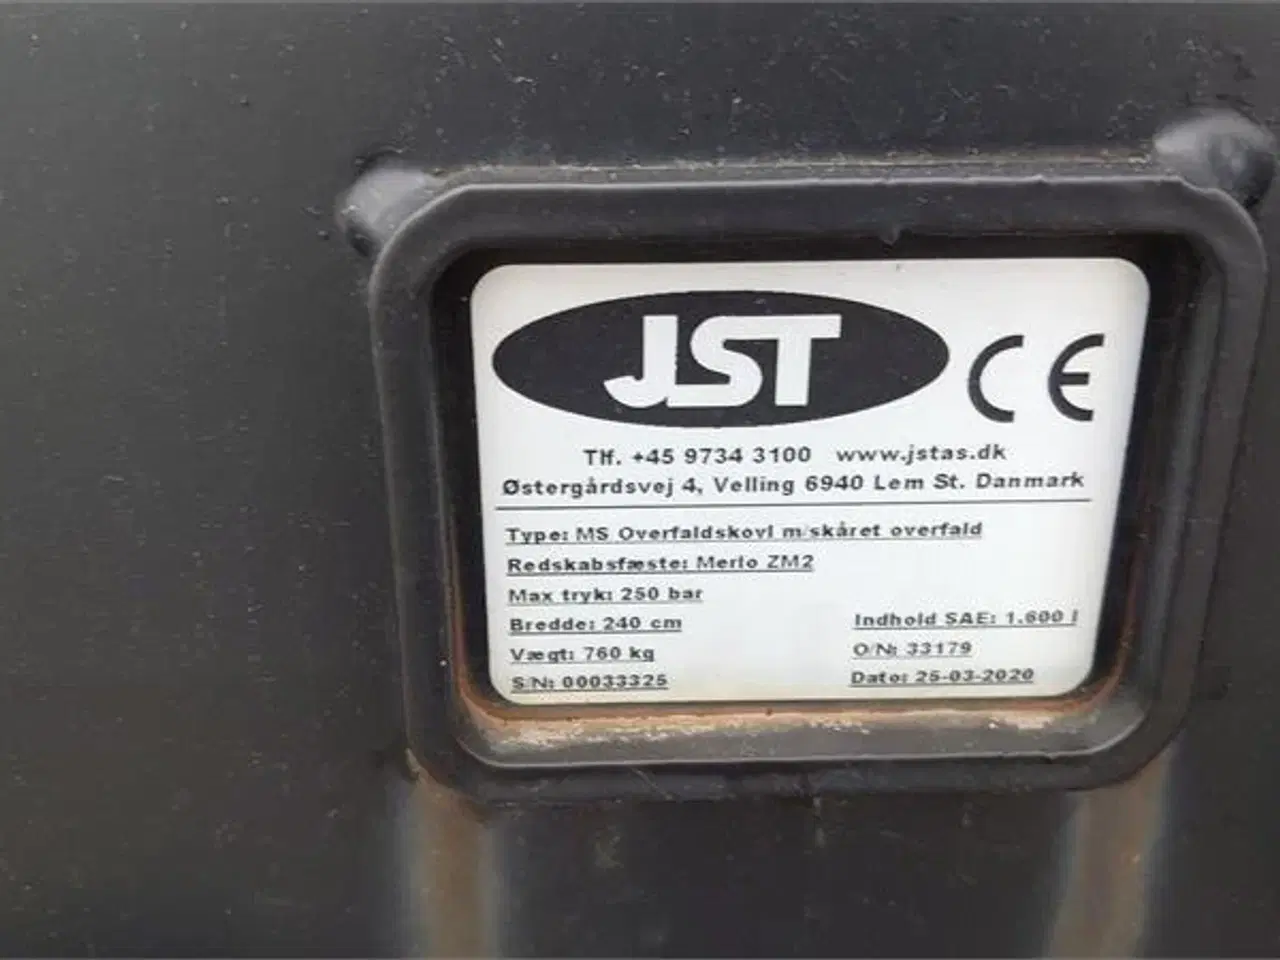 JST CE
Tlf. +45 9734 3100 www.jstas.dk
Østergårdsvej 4, Velling 6940 Lem St. Danmark
Type: MS Overfaldskovl m/skåret overfald
Redskabsfæste: Merlo ZM2
Max tryk: 250 bar
Bredde: 240 cm Indhold SAE: 1.600 l
Vægt: 760 kg O/N: 33179
S/N: 00033325 Dato: 25-03-2020